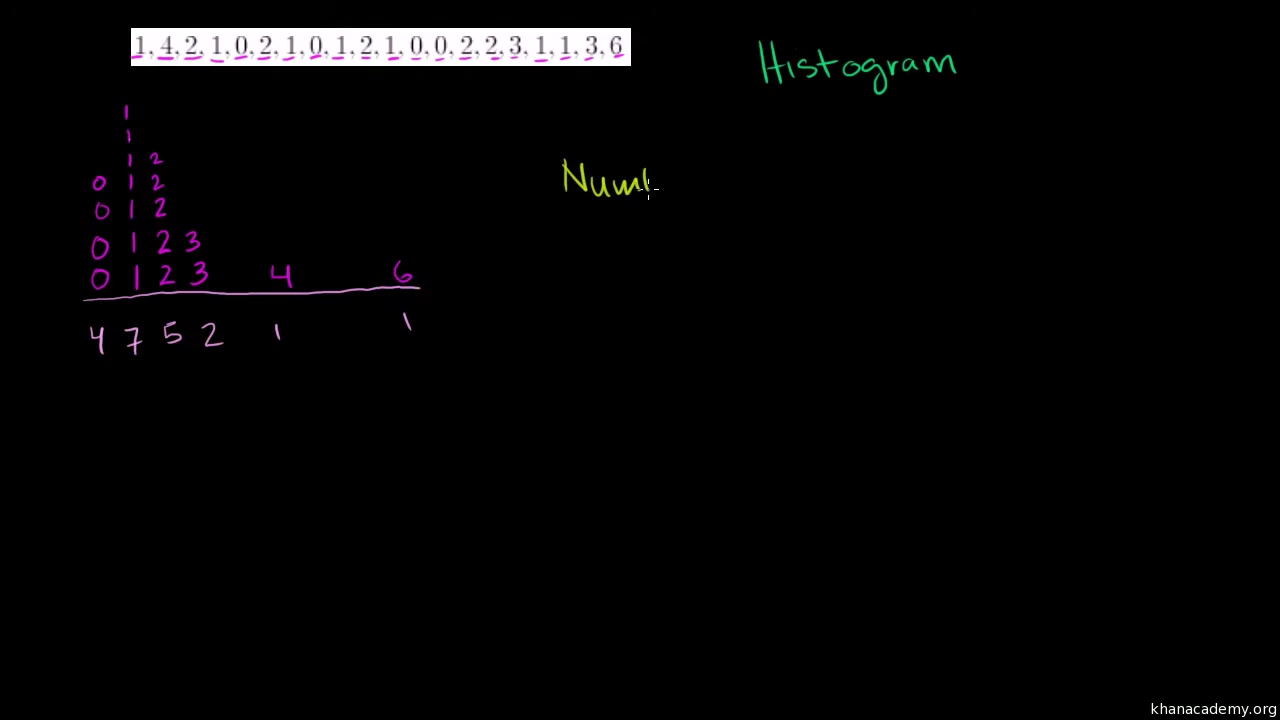 1, 4, 2, 1, 0, 2, 1, 0, 1, 2, 1, 0, 0, 2, 2, 3, 1, 1, 3, 6
Histogram
1
1
1 2
0 1 2
0 1 2
0 1 2 3
0 1 2 3 4 6
4 7 5 2 1 1
Num
khanacademy.org